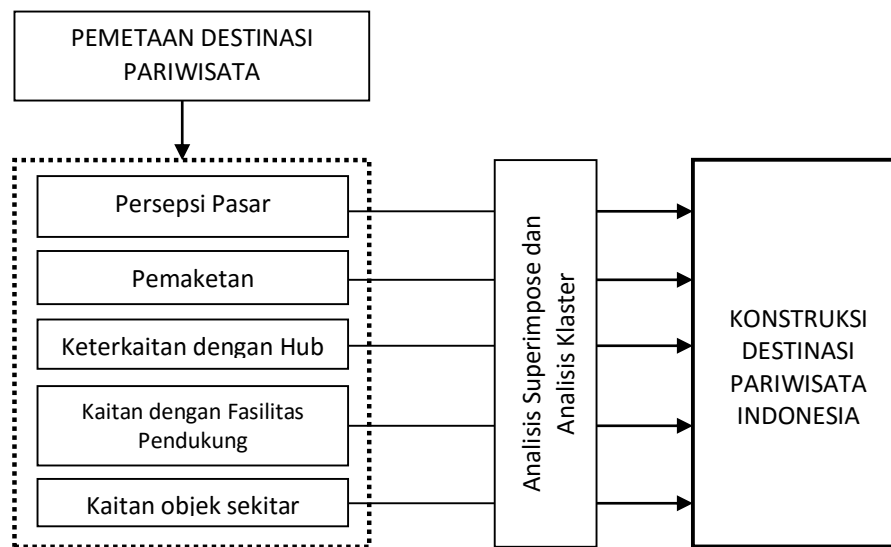 PEMETAAN DESTINASI
PARIWISATA
Persepsi Pasar
Pemaketan
Keterkaitan dengan Hub
Kaitan dengan Fasilitas
Pendukung
Kaitan objek sekitar
Analisis Superimpose dan
Analisis Klaster
KONSTRUKSI
DESTINASI
PARIWISATA
INDONESIA